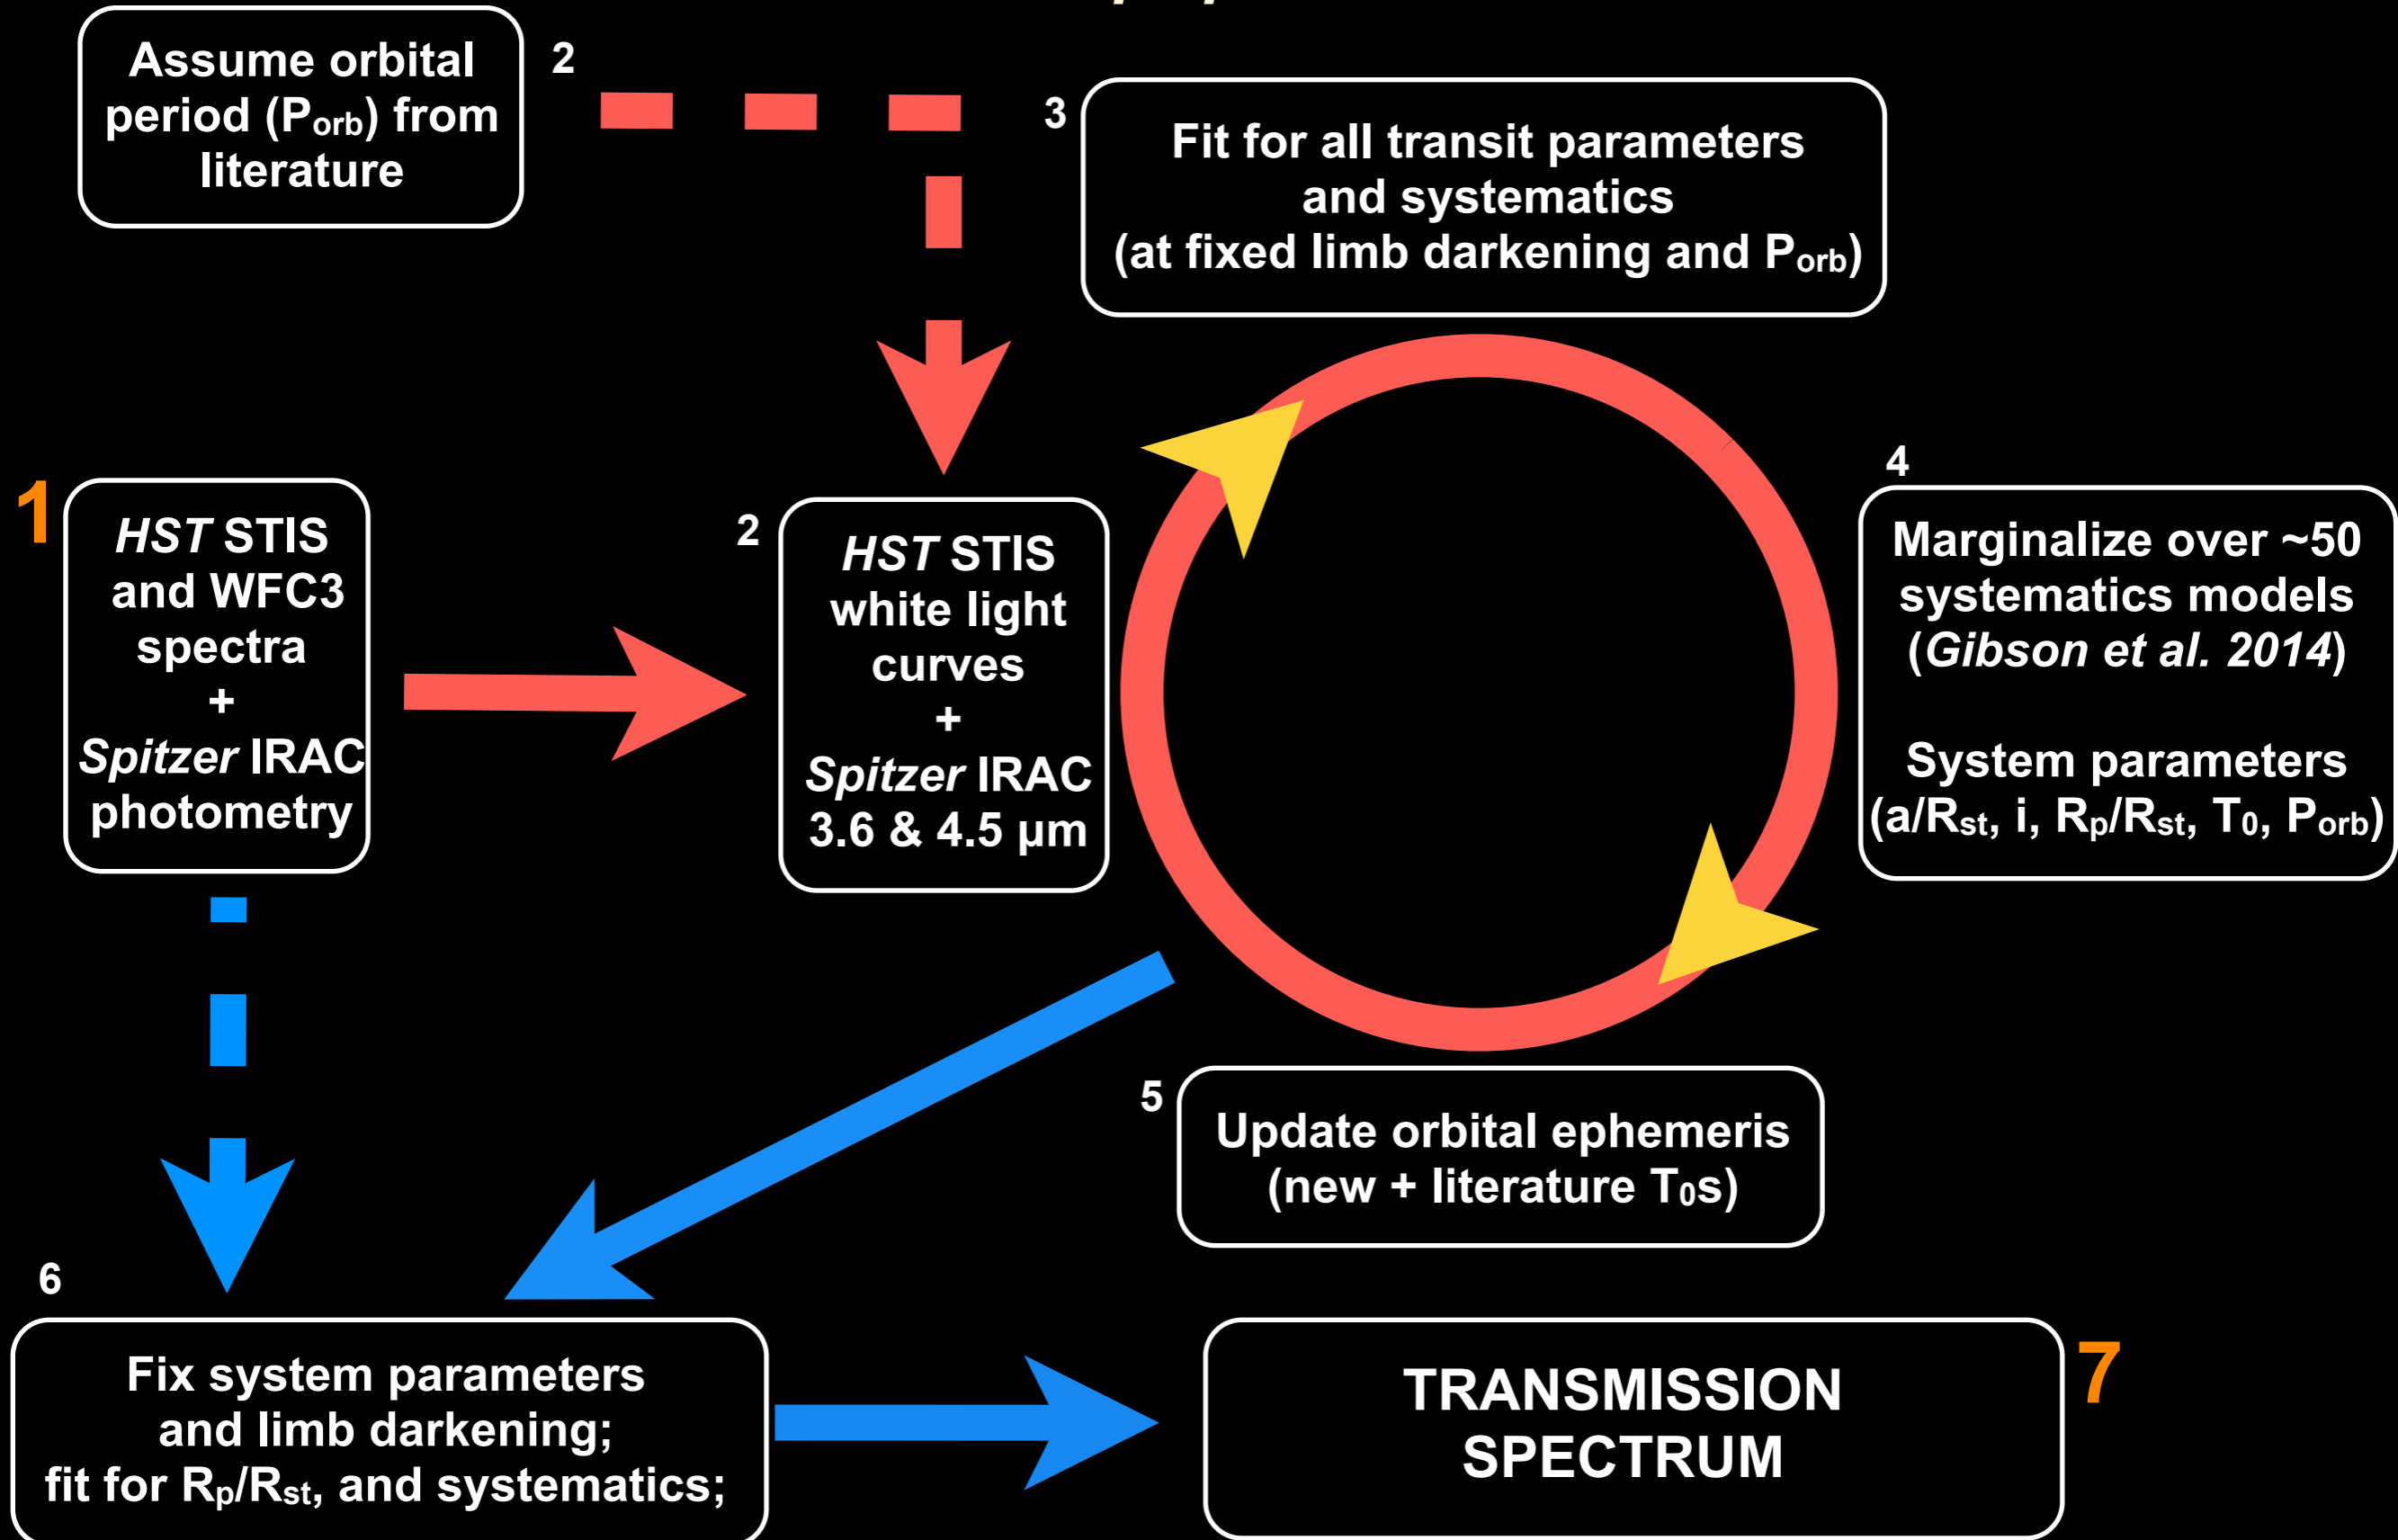 Assume orbital
period (Porb) from
literature
2
3
Fit for all transit parameters
and systematics
(at fixed limb darkening and Porb)
1
HST STIS
and WFC3
spectra
+
Spitzer IRAC
photometry
2
HST STIS
white light
curves
+
Spitzer IRAC
3.6 & 4.5 µm
4
Marginalize over ~50
systematics models
(Gibson et al. 2014)
System parameters
(a/Rst, i, Rp/Rst, T0, Porb)
5
Update orbital ephemeris
(new + literature T0s)
6
Fix system parameters
and limb darkening;
fit for Rp/Rst, and systematics;
TRANSMISSION
SPECTRUM
7